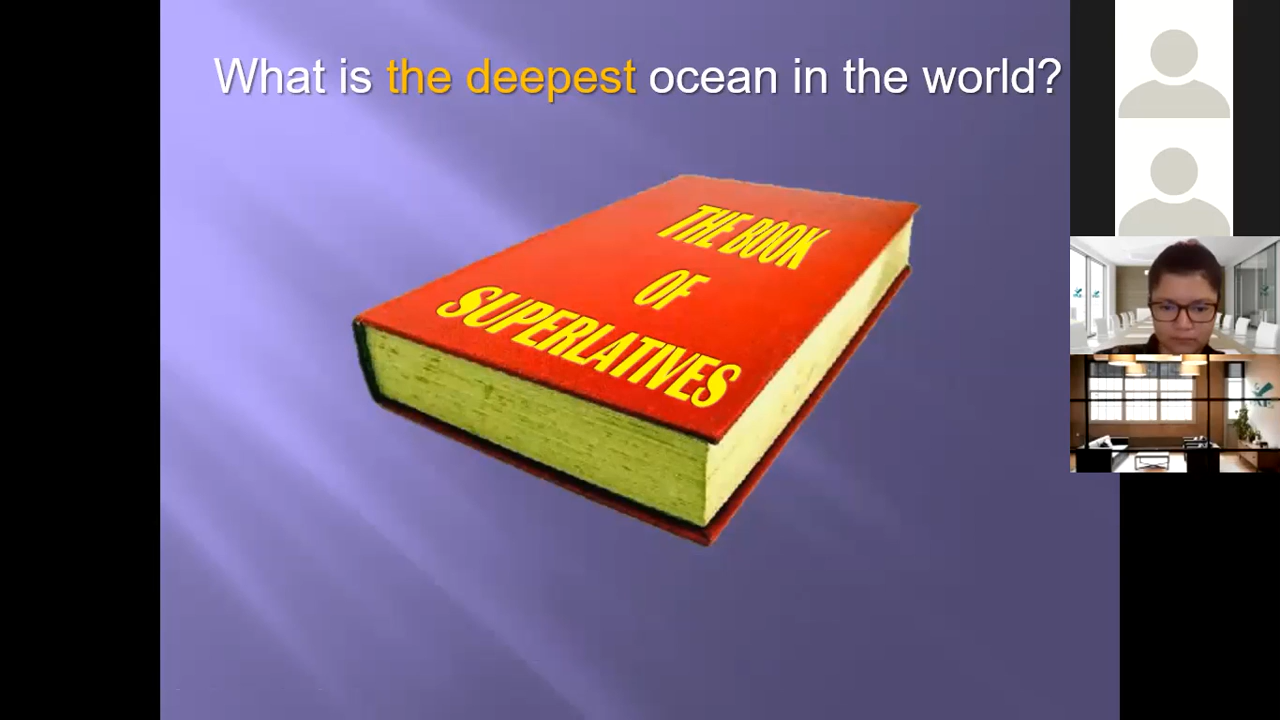 What is the deepest ocean in the world?
THE BOOK
OF
SUPERLATIVES